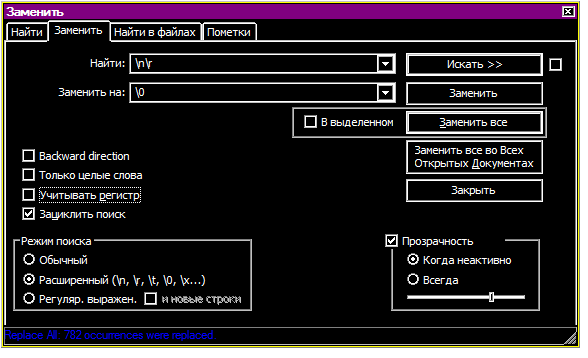 Заменить
Найти
Заменить
Найти в файлах
Пометки
Найти: \n\r
Искать >>
Заменить на: \0
Заменить
В выделенном
Заменить все
Backward direction
Заменить все во Всех
Открытых Документах
Только целые слова
Учитывать регистр
Закрыть
Зациклить поиск
Режим поиска
Обычный
Расширенный (\n, \r, \t, \0, \x...)
Регуляр. выражен.
и новые строки
Прозрачность
Когда неактивно
Всегда
Replace All: 782 occurrences were replaced.